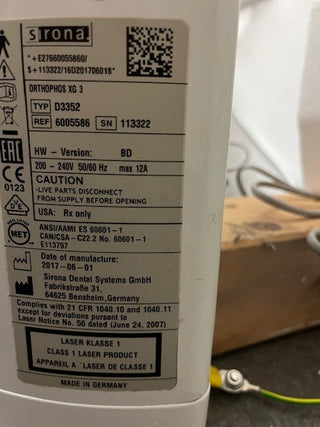 sirona
*+E27660055860/
S+113322/16D201706018*
ORTHOPHOS XG 3
TYP D3352
REF 6005586 SN 113322
HW - Version: BD
200 - 240V 50/60 Hz max 12A
CAUTION
-LIVE PARTS DISCONNECT
FROM SUPPLY BEFORE OPENING
USA: Rx only
ANSI/AAMI ES 60601-1
CAN/CSA-C22.2 No. 60601-1
E113797
Date of manufacture:
2017-06-01
Sirona Dental Systems GmbH
Fabrikstraße 31,
64625 Bensheim,Germany
Complies with 21 CFR 1040.10 and 1040.11
except for deviations pursuant to
Laser Notice No. 50 dated (June 24, 2007)
LASER KLASSE 1
CLASS 1 LASER PRODUCT
APPAREIL A ' LASER DE CLASSE 1
MADE IN GERMANY
EAC
CE
0123
VDE
MET